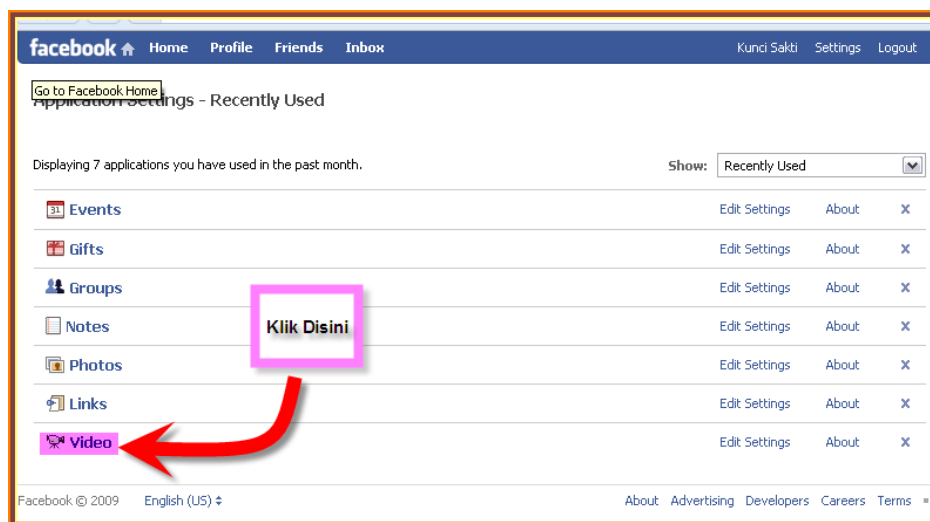 facebook Home Profile Friends Inbox Kunci Sakti Settings Logout
Go to Facebook Home
Application Settings - Recently Used
Displaying 7 applications you have used in the past month. Show: Recently Used
31 Events Edit Settings About x
Gifts Edit Settings About x
Groups Edit Settings About x
Klik Disini
Notes Edit Settings About x
Photos Edit Settings About x
Links Edit Settings About x
Video Edit Settings About x
Facebook © 2009 English (US) About Advertising Developers Careers Terms